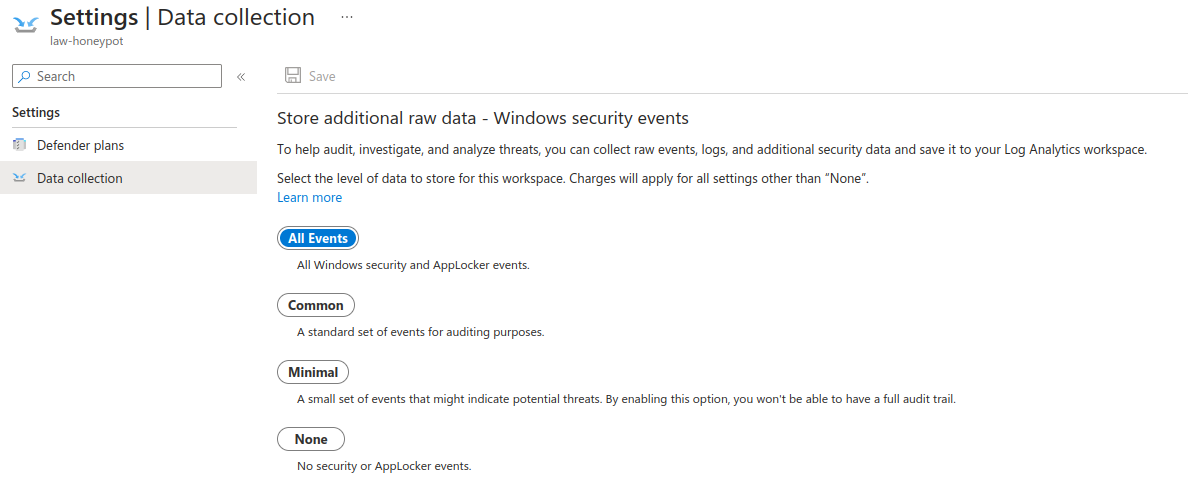 Settings | Data collection ...
law-honeypot
Search «
Save
Settings
Defender plans
Data collection
Store additional raw data - Windows security events
To help audit, investigate, and analyze threats, you can collect raw events, logs, and additional security data and save it to your Log Analytics workspace.
Select the level of data to store for this workspace. Charges will apply for all settings other than “None”.
Learn more
All Events
All Windows security and AppLocker events.
Common
A standard set of events for auditing purposes.
Minimal
A small set of events that might indicate potential threats. By enabling this option, you won't be able to have a full audit trail.
None
No security or AppLocker events.